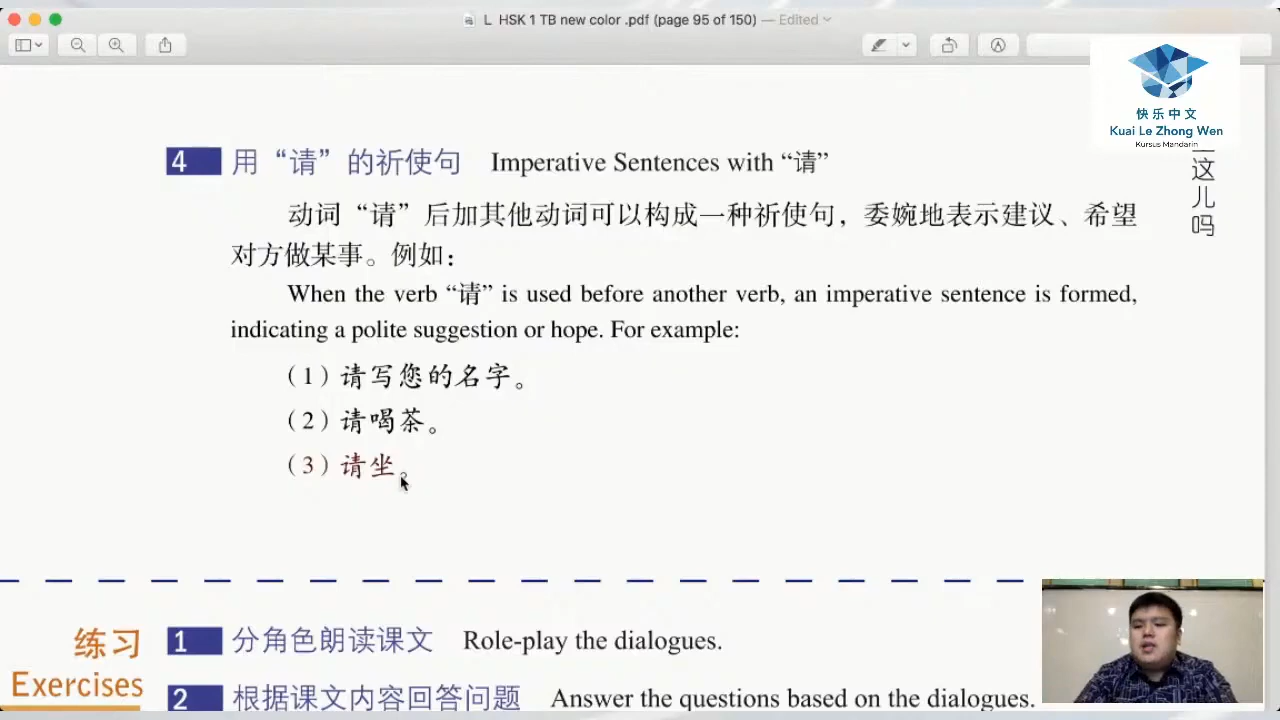 L HSK 1 TB new color .pdf (page 95 of 150) — Edited
快乐中文
Kuai Le Zhong Wen
Kursus Mandarin
这儿吗
4 用“请”的祈使句 Imperative Sentences with “请”
动词“请”后加其他动词可以构成一种祈使句，委婉地表示建议、希望
对方做某事。例如：
When the verb “请” is used before another verb, an imperative sentence is formed,
indicating a polite suggestion or hope. For example:
（1）请写您的名字。
（2）请喝茶。
（3）请坐。
练习
Exercises
1 分角色朗读课文 Role-play the dialogues.
2 根据课文内容回答问题 Answer the questions based on the dialogues.